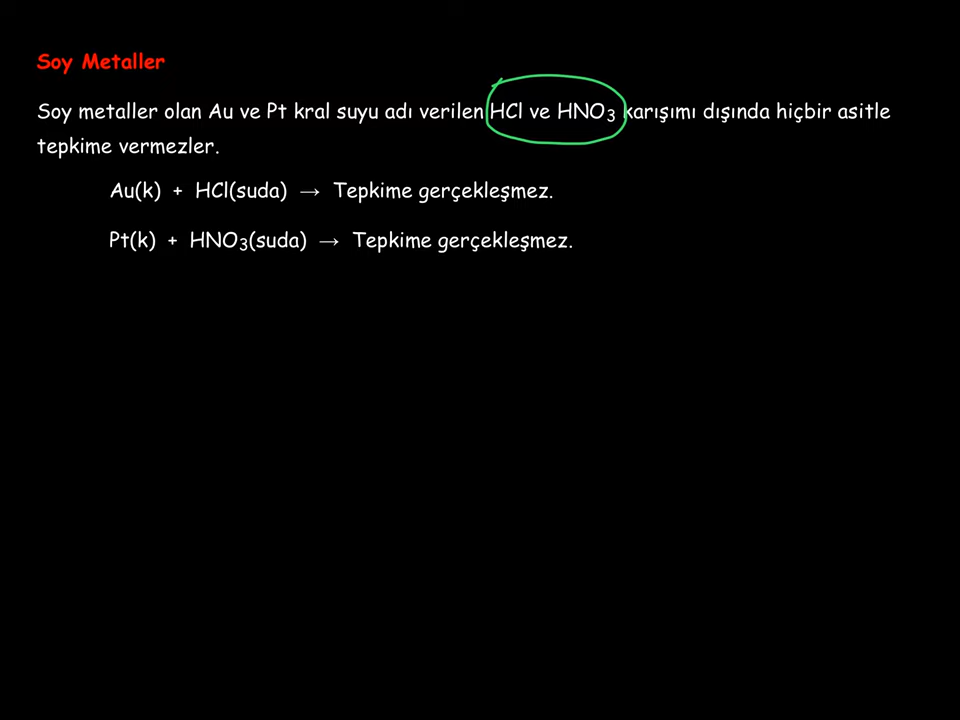 Soy Metaller
Soy metaller olan Au ve Pt kral suyu adı verilen HCl ve HNO₃ karışımı dışında hiçbir asitle
tepkime vermezler.
Au(k) + HCl(suda) → Tepkime gerçekleşmez.
Pt(k) + HNO₃(suda) → Tepkime gerçekleşmez.